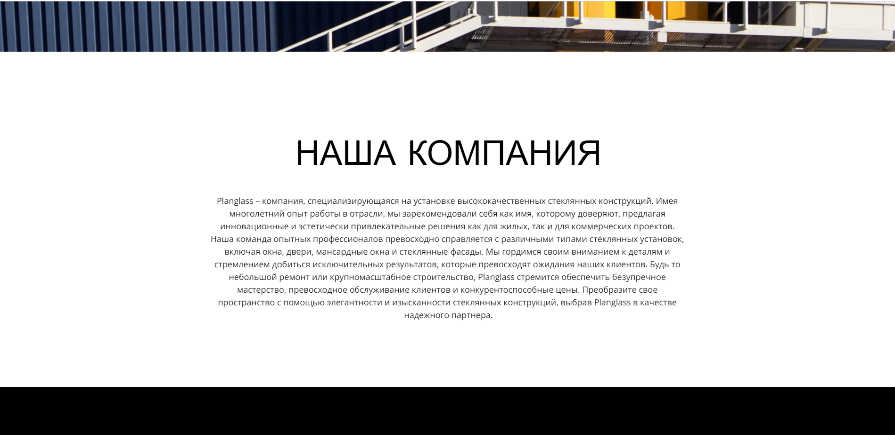 НАША КОМПАНИЯ
Planglass – компания, специализирующаяся на установке высококачественных стеклянных конструкций. Имея
многолетний опыт работы в отрасли, мы зарекомендовали себя как имя, которому доверяют, предлагая
инновационные и эстетически привлекательные решения как для жилых, так и для коммерческих проектов.
Наша команда опытных профессионалов превосходно справляется с различными типами стеклянных установок,
включая окна, двери, мансардные окна и стеклянные фасады. Мы гордимся своим вниманием к деталям и
стремлением добиться исключительных результатов, которые превосходят ожидания наших клиентов. Будь то
небольшой ремонт или крупномасштабное строительство, Planglass стремится обеспечить безупречное
мастерство, превосходное обслуживание клиентов и конкурентоспособные цены. Преобразите свое
пространство с помощью элегантности и изысканности стеклянных конструкций, выбрав Planglass в качестве
надежного партнера.